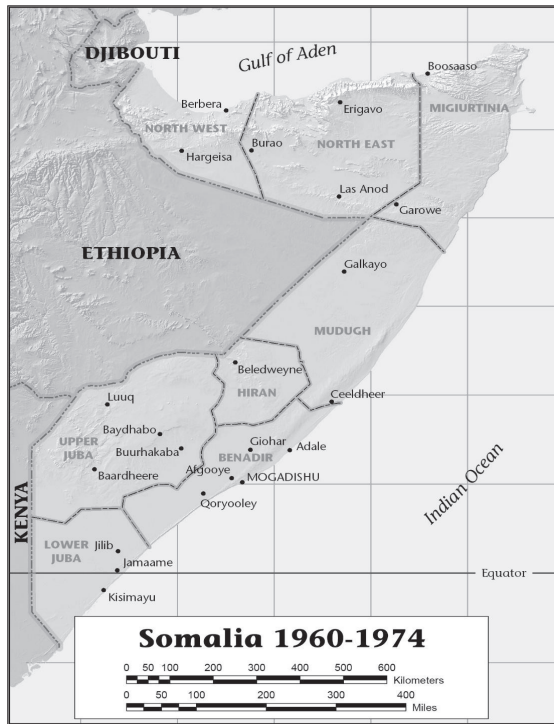 DJIBOUTI
Gulf of Aden
Boosaaso
Berbera
Erigavo
MIGIURTINIA
NORTH WEST
Burao
NORTH EAST
Hargeisa
Las Anod
Garowe
ETHIOPIA
Galkayo
MUDUGH
Beledweyne
Luuq
HIRAN
Ceeldheer
Baydhabo
UPPER
JUBA
Buurhakaba
Giohar
Adale
BENADIR
Baardheere
Afgooye
MOGADISHU
Qoryooley
Indian Ocean
KENYA
LOWER
JUBA
Jilib
Jamaame
Equator
Kisimayu
Somalia 1960-1974
0 50 100 200 300 400 500 600
Kilometers
0 50 100 200 300 400
Miles